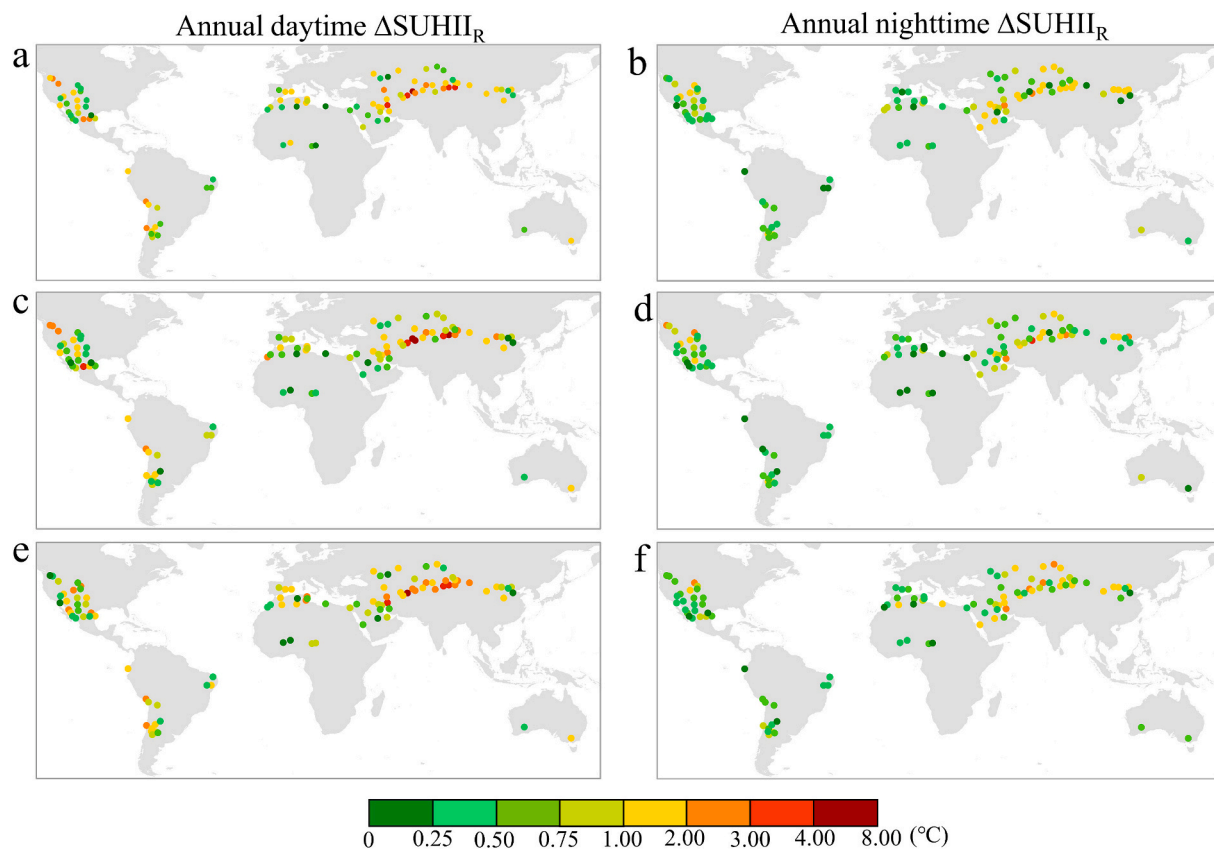 Annual daytime ΔSUHII_R
Annual nighttime ΔSUHII_R
a
b
c
d
e
f
0 0.25 0.50 0.75 1.00 2.00 3.00 4.00 8.00 (℃)